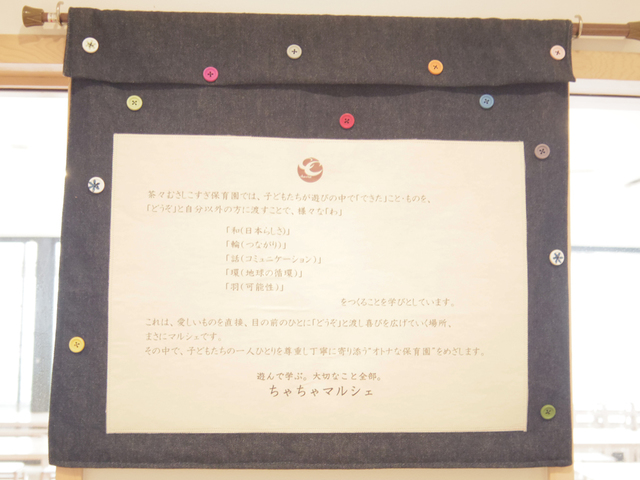 茶々むさしこすぎ保育園では、子どもたちが遊びの中で「できた」こと・ものを、
「どうぞ」と自分以外の方に渡すことで、様々な「わ」
「和(日本らしさ)」
「輪(つながり)」
「話(コミュニケーション)」
「環(地球の循環)」
「羽(可能性)」
をつくることを学びとしています。
これは、愛しいものを直接、目の前のひとに「どうぞ」と渡し喜びを広げていく場所、
まさにマルシェです。
その中で、子どもたちの一人ひとりを尊重し丁寧に寄り添う“オトナな保育園”をめざします。
遊んで学ぶ。大切なこと全部。
ちゃちゃマルシェ